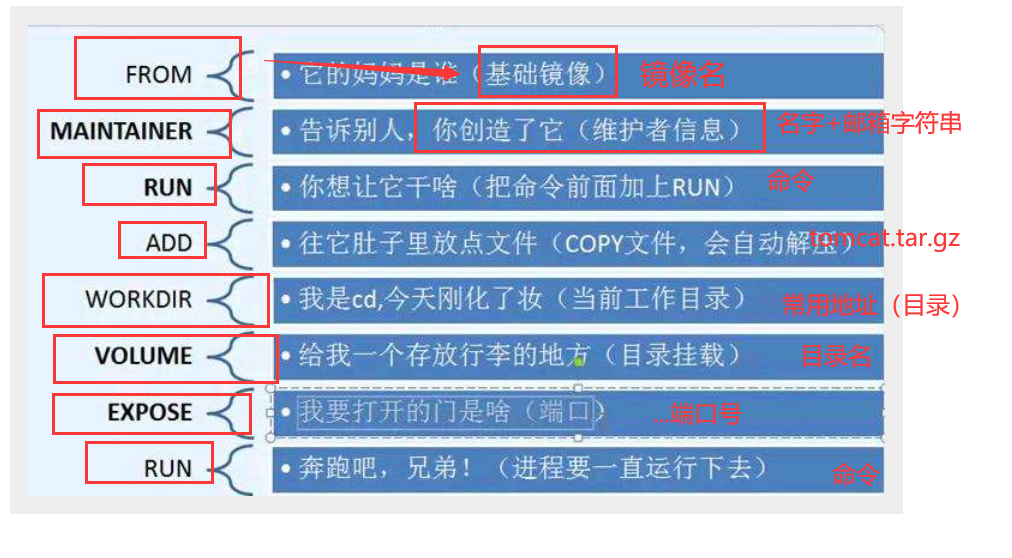 FROM • 它的妈妈是谁（基础镜像） 镜像名
MAINTAINER • 告诉别人，你创造了它（维护者信息） 名字+邮箱字符串
RUN • 你想让它干啥（把命令前面加上RUN） 命令
ADD • 往它肚子里放点文件（COPY文件，会自动解压） tomcat.tar.gz
WORKDIR • 我是cd,今天刚化了妆（当前工作目录） 常用地址（目录）
VOLUME • 给我一个存放行李的地方（目录挂载） 目录名
EXPOSE • 我要打开的门是啥（端口） ...端口号
RUN • 奔跑吧，兄弟！（进程要一直运行下去） 命令